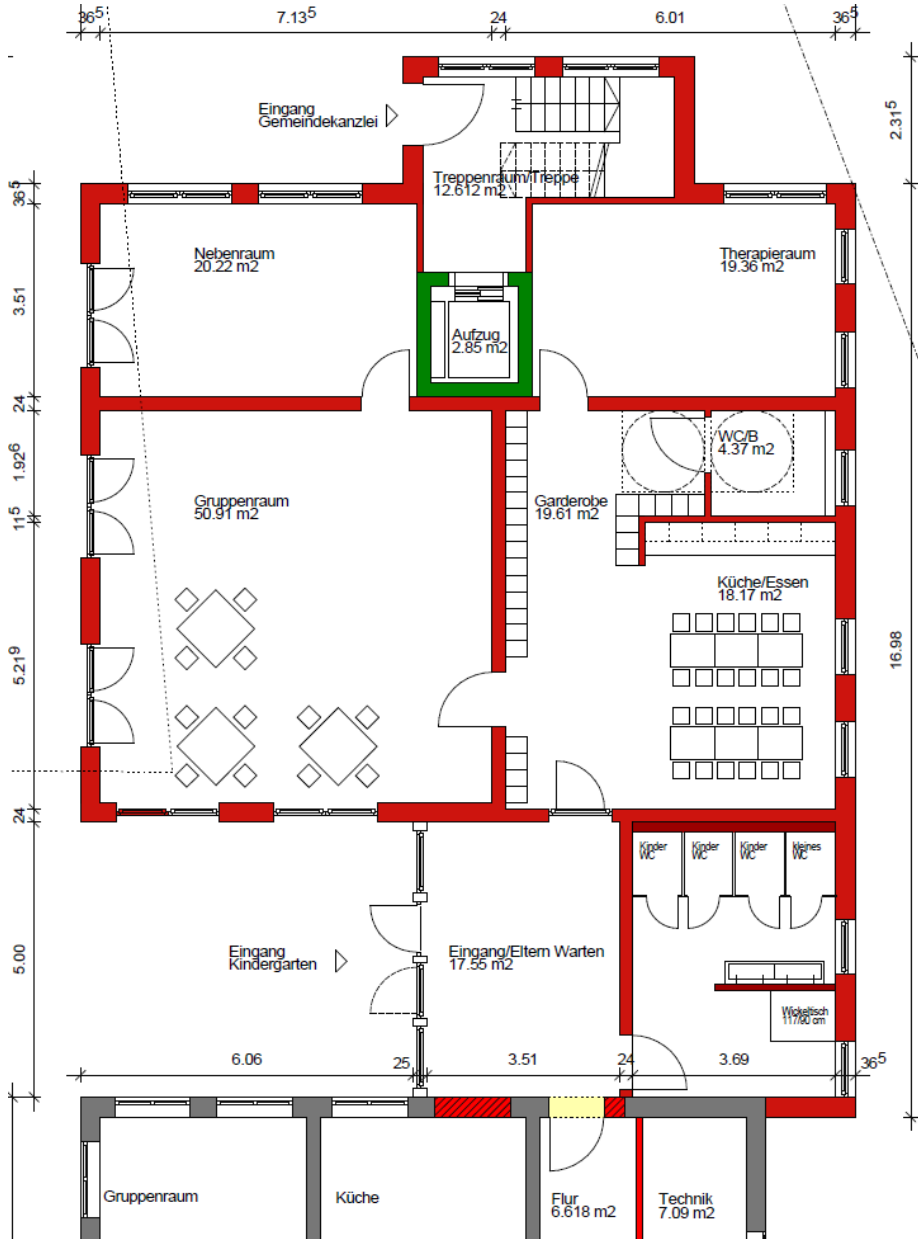 36⁵ 7.13⁵ 24 6.01 36⁵
2.31⁵
Eingang
Gemeindekanzlei
Treppenraum/Treppe
12.612 m2
36⁵
Nebenraum
20.22 m2
Therapieraum
19.36 m2
3.51
Aufzug
2.85 m2
24
WC/B
4.37 m2
1.92⁶
Gruppenraum
50.91 m2
Garderobe
19.61 m2
11⁵
Küche/Essen
18.17 m2
5.21⁹
16.98
24
Kinder
WC
Kinder
WC
Kinder
WC
kleines
WC
Eingang
Kindergarten
Eingang/Eltern Warten
17.55 m2
5.00
Wickeltisch
117/90 cm
6.06 25 3.51 24 3.69 36⁵
Gruppenraum
Küche
Flur
6.618 m2
Technik
7.09 m2